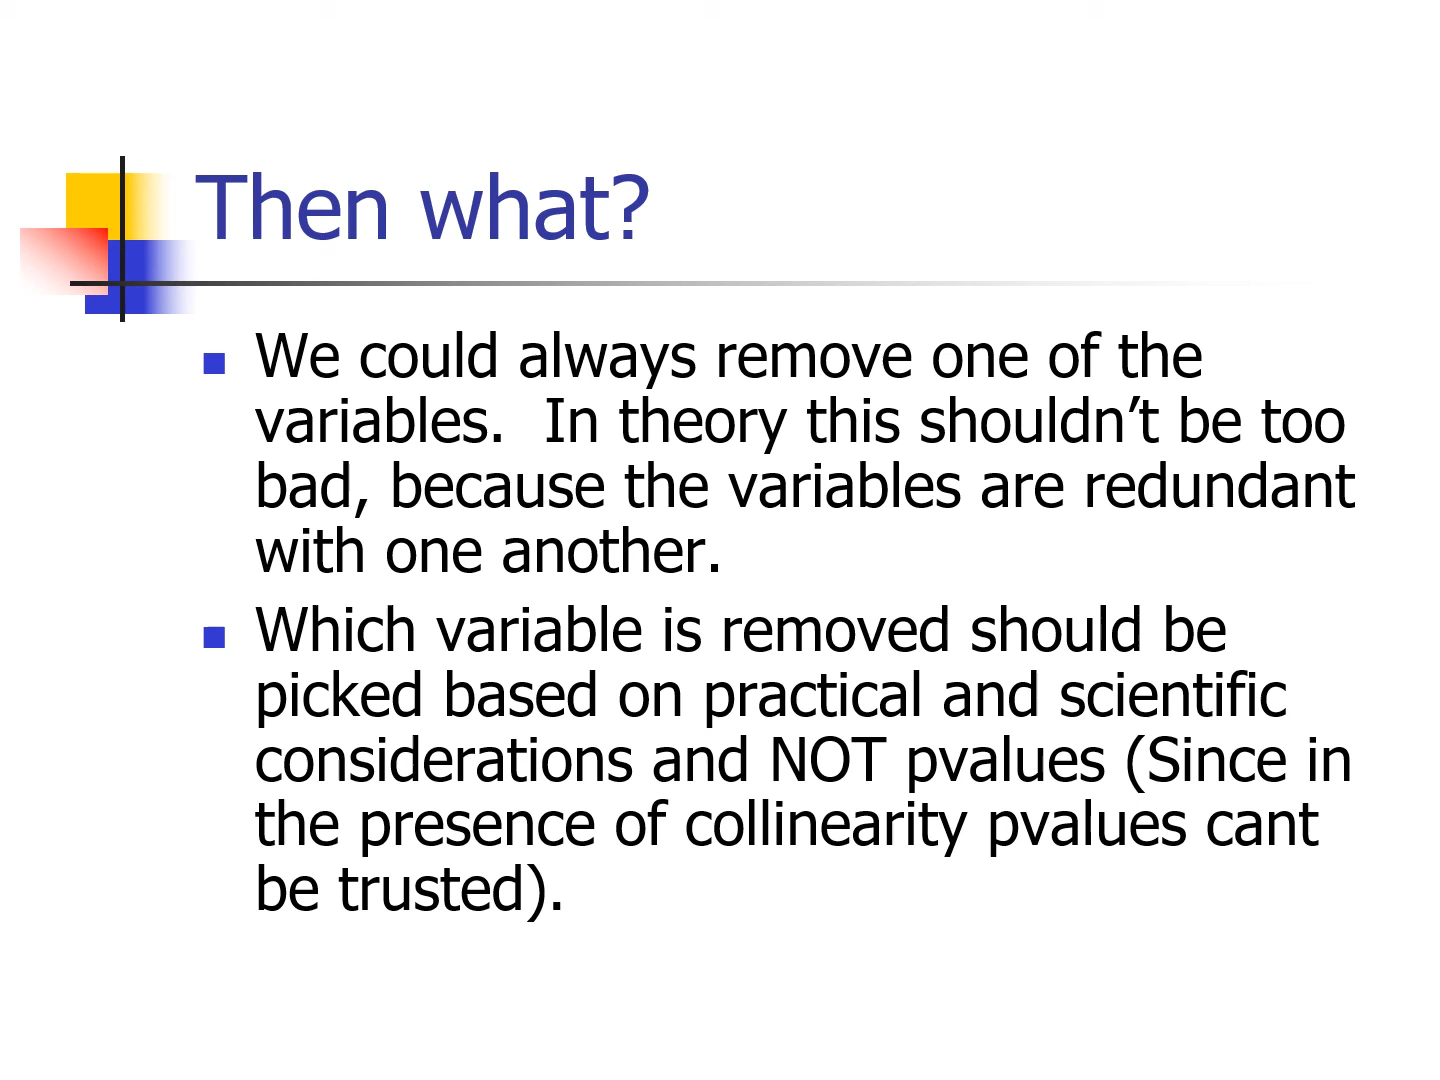 Then what?
We could always remove one of the
variables.  In theory this shouldn’t be too
bad, because the variables are redundant
with one another.
Which variable is removed should be
picked based on practical and scientific
considerations and NOT pvalues (Since in
the presence of collinearity pvalues cant
be trusted).